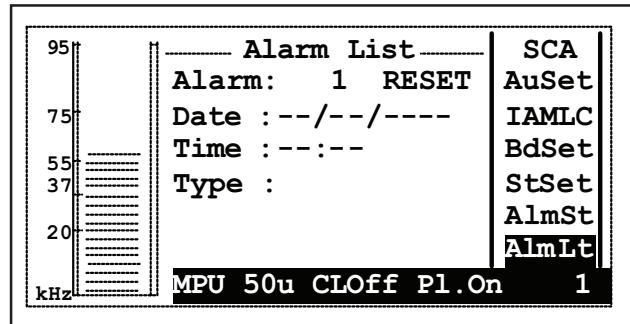 95
75
55
37
20
kHz
Alarm List
Alarm: 1 RESET
Date :--/--/----
Time :--:--
Type :
SCA
AuSet
IAMLC
BdSet
StSet
AlmSt
AlmLt
MPU 50u CLOff Pl.On 1